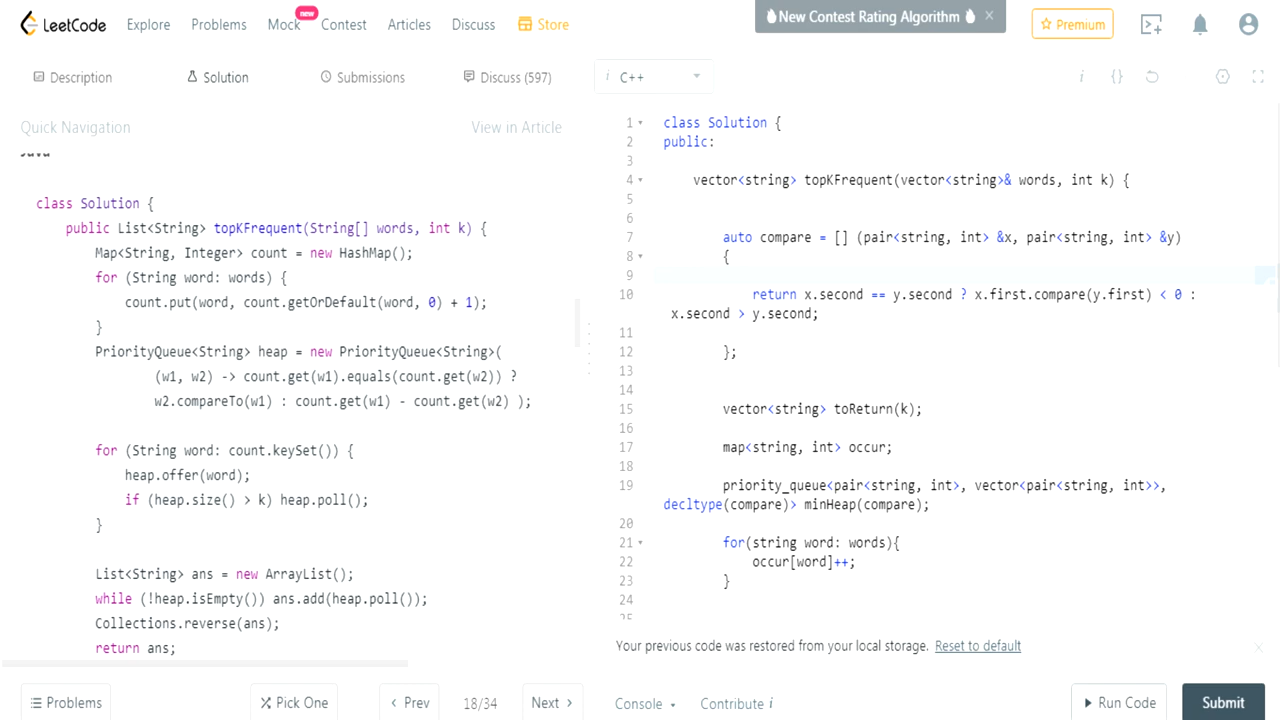 LeetCode Explore Problems Mock new Contest Articles Discuss Store New Contest Rating Algorithm × Premium
Description Solution Submissions Discuss (597) i C++ i {}
Quick Navigation View in Article
Java
class Solution {
public List<String> topKFrequent(String[] words, int k) {
Map<String, Integer> count = new HashMap();
for (String word: words) {
count.put(word, count.getOrDefault(word, 0) + 1);
}
PriorityQueue<String> heap = new PriorityQueue<String>(
(w1, w2) -> count.get(w1).equals(count.get(w2)) ?
w2.compareTo(w1) : count.get(w1) - count.get(w2) );
for (String word: count.keySet()) {
heap.offer(word);
if (heap.size() > k) heap.poll();
}
List<String> ans = new ArrayList();
while (!heap.isEmpty()) ans.add(heap.poll());
Collections.reverse(ans);
return ans;
1 class Solution {
2 public:
3
4 vector<string> topKFrequent(vector<string>& words, int k) {
5
6
7 auto compare = [] (pair<string, int> &x, pair<string, int> &y)
8 {
9
10 return x.second == y.second ? x.first.compare(y.first) < 0 :
x.second > y.second;
11
12 };
13
14
15 vector<string> toReturn(k);
16
17 map<string, int> occur;
18
19 priority_queue<pair<string, int>, vector<pair<string, int>>,
decltype(compare)> minHeap(compare);
20
21 for(string word: words){
22 occur[word]++;
23 }
24
25
Your previous code was restored from your local storage. Reset to default ×
Problems Pick One < Prev 18/34 Next > Console Contribute i Run Code Submit